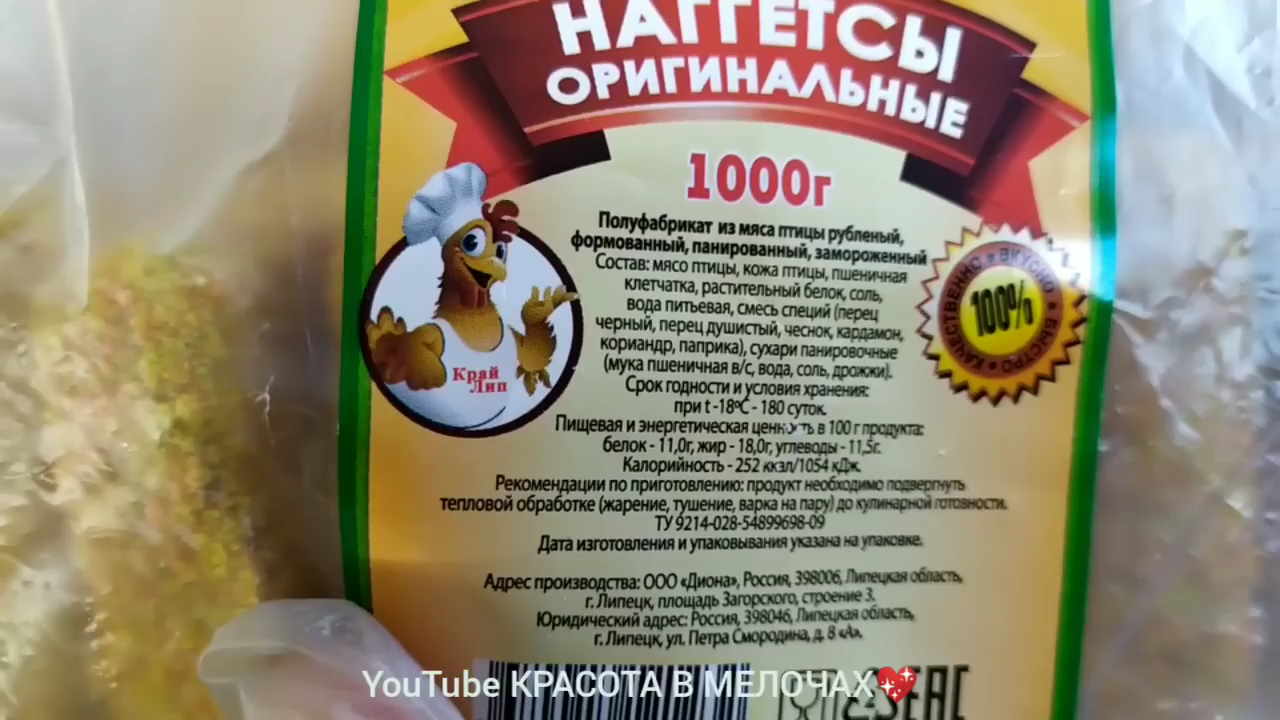 НАГГЕТСЫ
ОРИГИНАЛЬНЫЕ
1000г
Полуфабрикат из мяса птицы рубленый,
формованный, панированный, замороженный
Состав: мясо птицы, кожа птицы, пшеничная
клетчатка, растительный белок, соль,
вода питьевая, смесь специй (перец
черный, перец душистый, чеснок, кардамон,
кориандр, паприка), сухари панировочные
(мука пшеничная в/с, вода, соль, дрожжи).
Срок годности и условия хранения:
при t -18°С - 180 суток.
Пищевая и энергетическая ценность в 100 г продукта:
белок - 11,0г, жир - 18,0г, углеводы - 11,5г.
Калорийность - 252 ккзл/1054 кДж.
Рекомендации по приготовлению: продукт необходимо подвергнуть
тепловой обработке (жарение, тушение, варка на пару) до кулинарной готовности.
ТУ 9214-028-54899698-09
Дата изготовления и упаковывания указана на упаковке.
Адрес производства: ООО «Диона», Россия, 398006, Липецкая область,
г. Липецк, площадь Загорского, строение 3.
Юридический адрес: Россия, 398046, Липецкая область,
г. Липецк, ул. Петра Смородина, д. 8 «А».
Край
Лип
КАЧЕСТВЕННО • ВКУСНО • БЫСТРО •
100%
EAC
YouTube КРАСОТА В МЕЛОЧАХ💖